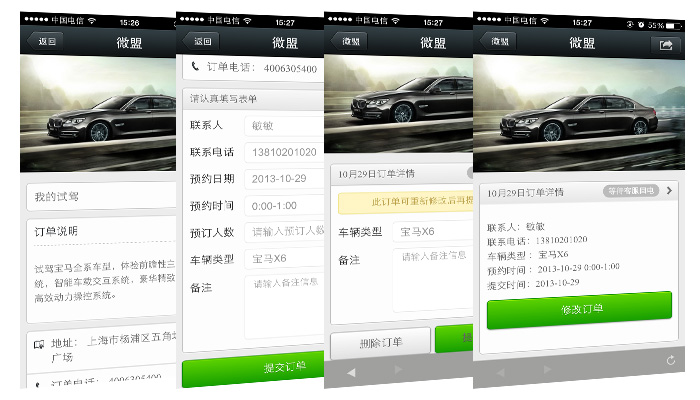 中国电信 15:26
返回 微盟
我的试驾
订单说明
试驾宝马全系车型，体验前瞻性主
统，智能车载交互系统，豪华精致
高效动力操控系统。
地址： 上海市杨浦区五角场
广场
订单电话： 4006305400
中国电信 15:27
返回 微盟
订单电话： 4006305400
请认真填写表单
联系人 敏敏
联系电话 13810201020
预约日期 2013-10-29
预约时间 0:00-1:00
预订人数 请输入预订人数
车辆类型 宝马X6
备注 请输入备注信息
提交订单
中国电信 15:27
微盟 微盟
10月29日订单详情
此订单可重新修改后再提
车辆类型 宝马X6
备注 请输入备注信息
删除订单 提
中国电信 15:27 55%
微盟 微盟
10月29日订单详情 等待客服回电
联系人：敏敏
联系电话：13810201020
车辆类型：宝马X6
预约时间：2013-10-29 0:00-1:00
提交时间：2013-10-29
修改订单